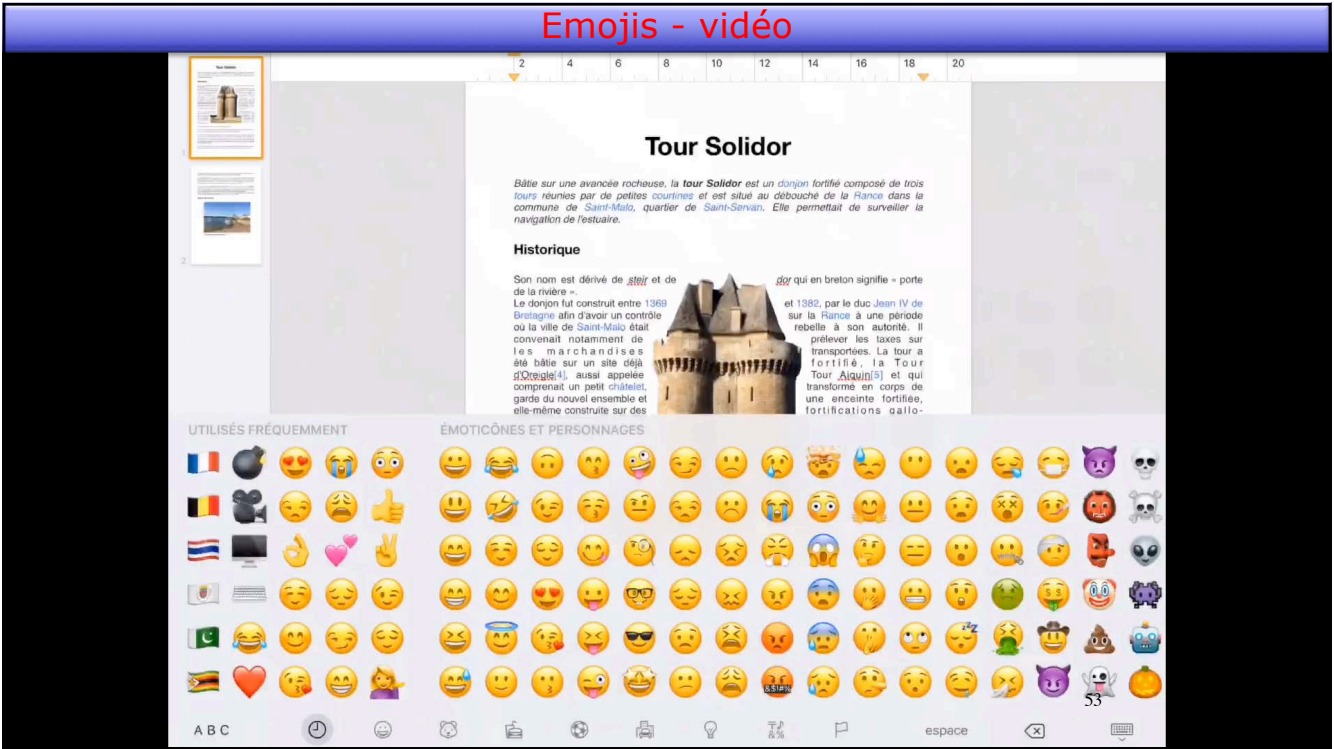 Emojis - vidéo
2 4 6 8 10 12 14 16 18 20
1
2
Tour Solidor
Bâtie sur une avancée rocheuse, la tour Solidor est un donjon fortifié composé de trois
tours réunies par de petites courtines et est situé au débouché de la Rance dans la
commune de Saint-Malo, quartier de Saint-Servan. Elle permettait de surveiller la
navigation de l'estuaire.
Historique
Son nom est dérivé de steir et de dor qui en breton signifie « porte
de la rivière ».
Le donjon fut construit entre 1369 et 1382, par le duc Jean IV de
Bretagne afin d'avoir un contrôle sur la Rance à une période
où la ville de Saint-Malo était rebelle à son autorité. Il
convenait notamment de prélever les taxes sur
les marchandises transportées. La tour a
été bâtie sur un site déjà fortifié, la Tour
d'Oreigle[4], aussi appelée Tour Aiquin[5] et qui
comprenait un petit châtelet, transformé en corps de
garde du nouvel ensemble et une enceinte fortifiée,
elle-même construite sur des fortifications gallo-
UTILISÉS FRÉQUEMMENT ÉMOTICÔNES ET PERSONNAGES
&$!#%
53
ABC espace